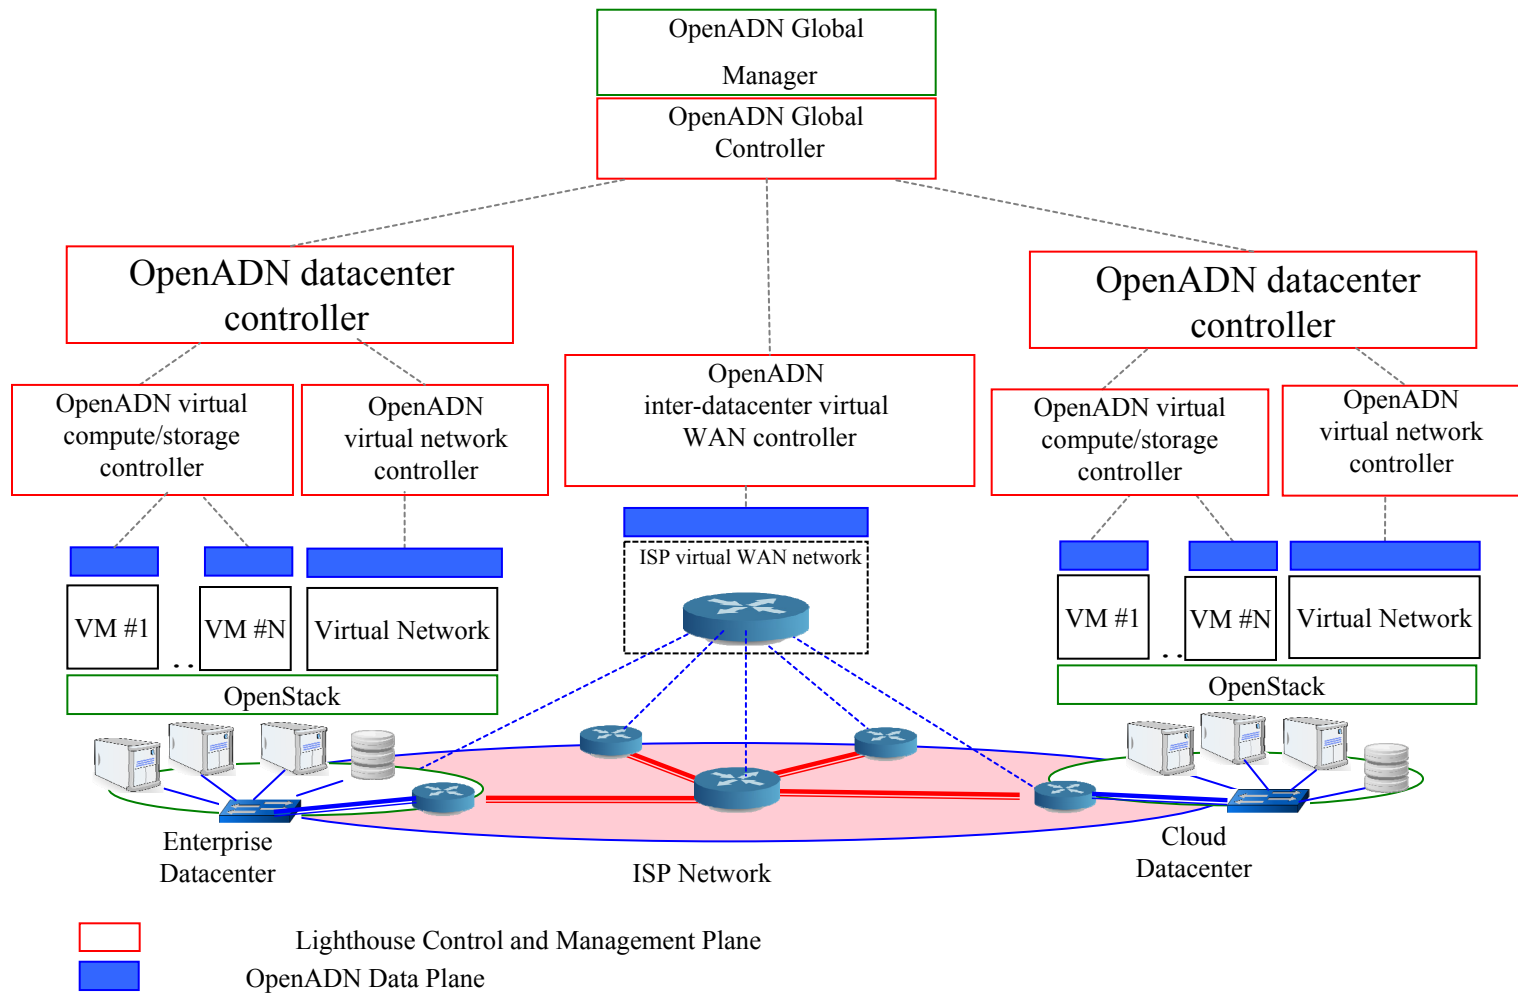 OpenADN Global
Manager
OpenADN Global
Controller
OpenADN datacenter
controller
OpenADN datacenter
controller
OpenADN virtual
compute/storage
controller
OpenADN
virtual network
controller
OpenADN
inter-datacenter virtual
WAN controller
OpenADN virtual
compute/storage
controller
OpenADN
virtual network
controller
ISP virtual WAN network
VM #1
..
VM #N
Virtual Network
VM #1
..
VM #N
Virtual Network
OpenStack
OpenStack
Enterprise
Datacenter
ISP Network
Cloud
Datacenter
Lighthouse Control and Management Plane
OpenADN Data Plane